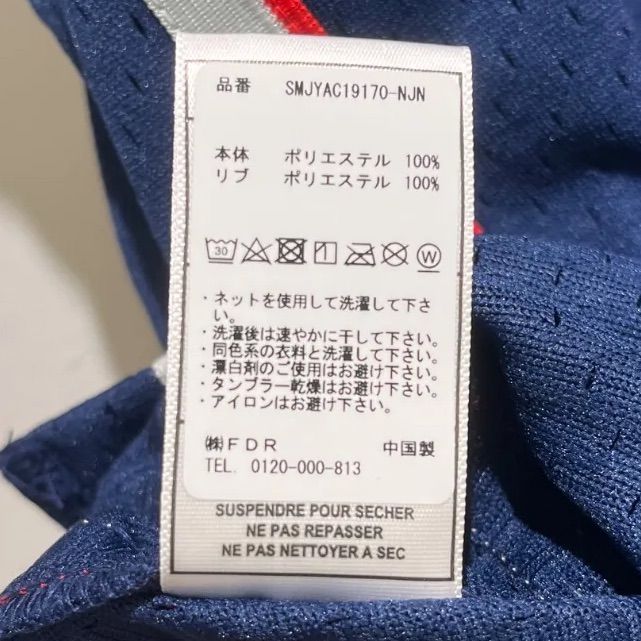 品番 SMJYAC19170-NJN
本体 ポリエステル 100%
リブ ポリエステル 100%
30 W
・ネットを使用して洗濯して下さ
い。
・洗濯後は速やかに干して下さい。
・同色系の衣料と洗濯して下さい。
・漂白剤のご使用はお避け下さい。
・タンブラー乾燥はお避け下さい。
・アイロンはお避け下さい。
㈱FDR 中国製
TEL. 0120-000-813
SUSPENDRE POUR SECHER
NE PAS REPASSER
NE PAS NETTOYER A SEC